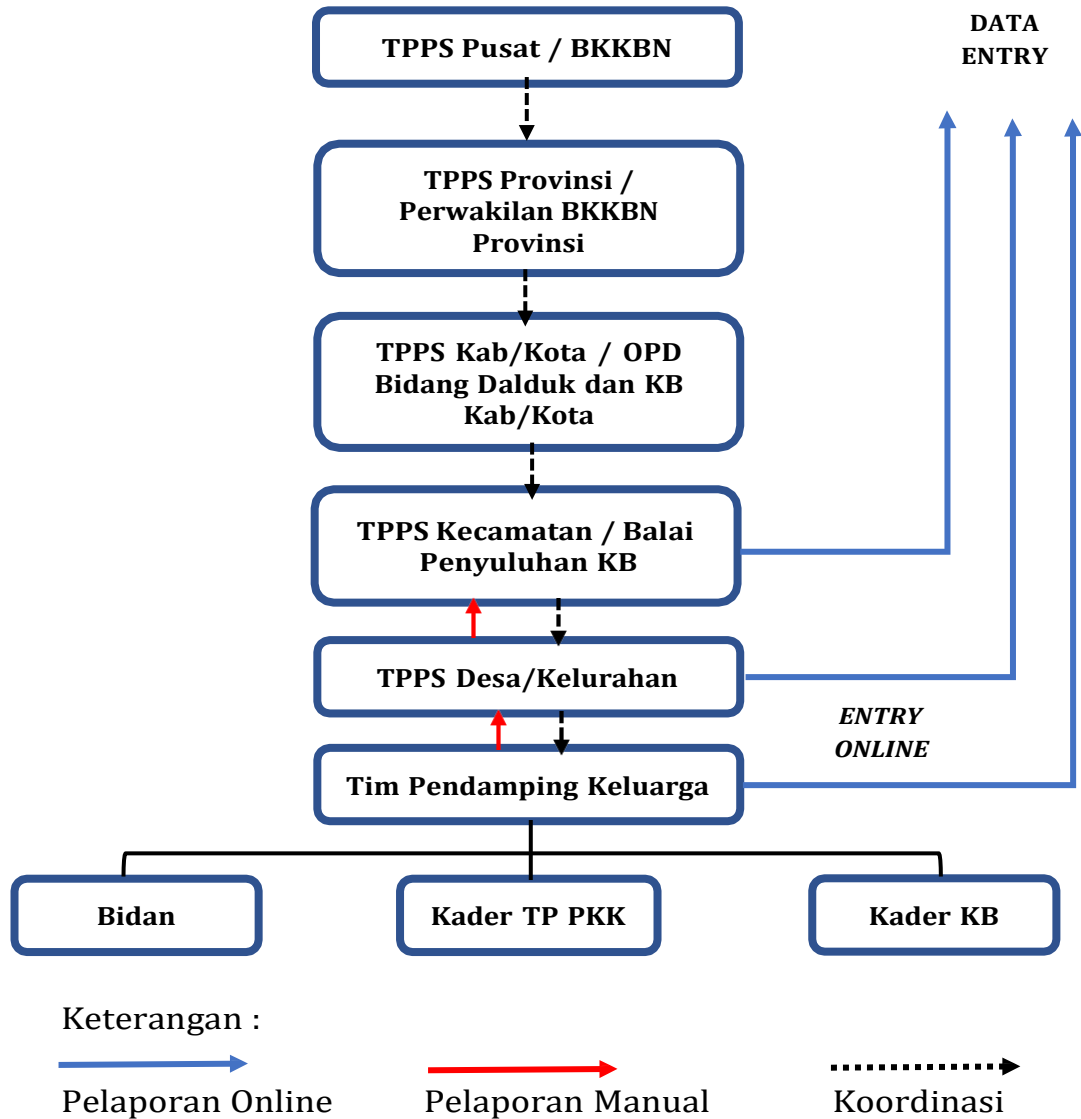 TPPS Pusat / BKKBN
DATA
ENTRY
TPPS Provinsi /
Perwakilan BKKBN
Provinsi
TPPS Kab/Kota / OPD
Bidang Dalduk dan KB
Kab/Kota
TPPS Kecamatan / Balai
Penyuluhan KB
TPPS Desa/Kelurahan
ENTRY
ONLINE
Tim Pendamping Keluarga
Bidan
Kader TP PKK
Kader KB
Keterangan :
Pelaporan Online
Pelaporan Manual
Koordinasi